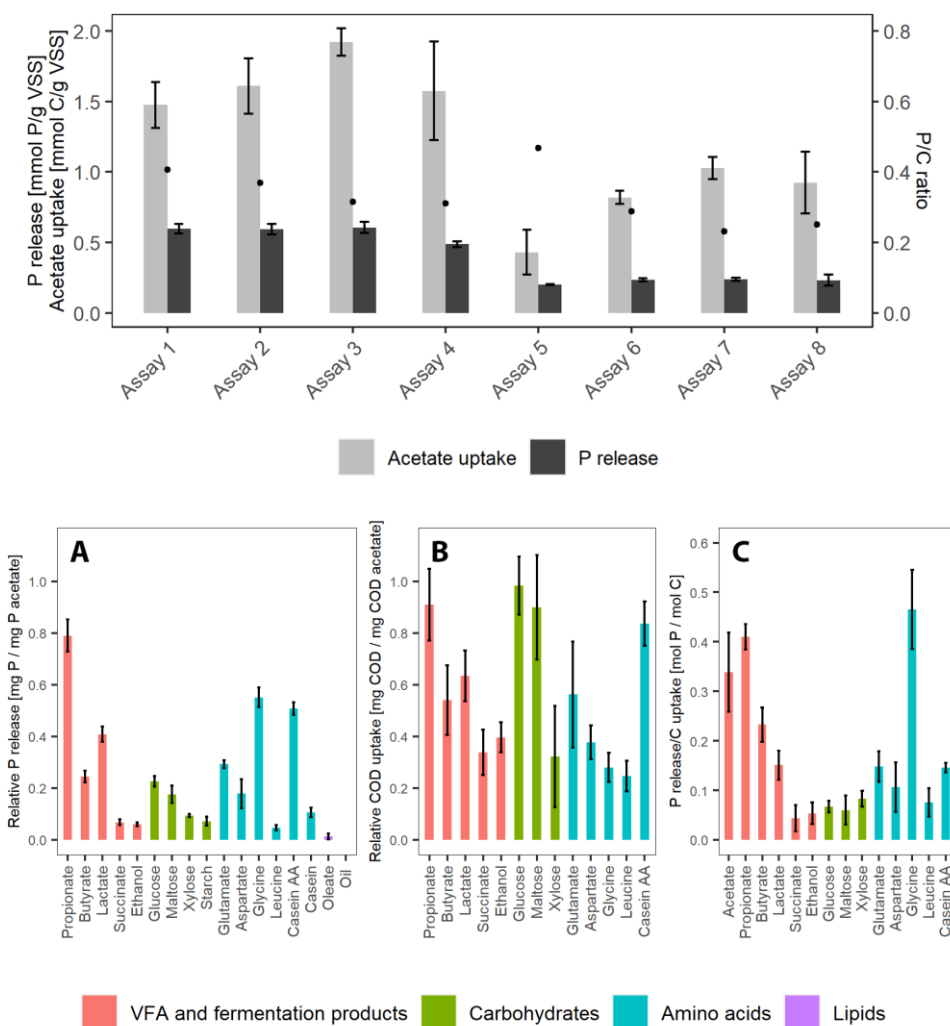 P release [mmol P/g VSS]
Acetate uptake [mmol C/g VSS]
2.0
1.5
1.0
0.5
0.0
0.8
0.6
0.4
0.2
0.0
P/C ratio
Assay 1
Assay 2
Assay 3
Assay 4
Assay 5
Assay 6
Assay 7
Assay 8
Acetate uptake
P release
A
Relative P release [mg P / mg P acetate]
1.0
0.8
0.6
0.4
0.2
0.0
Propionate
Butyrate
Lactate
Succinate
Ethanol
Glucose
Maltose
Xylose
Starch
Glutamate
Aspartate
Glycine
Leucine
Casein AA
Casein
Oleate
Oil
B
Relative COD uptake [mg COD / mg COD acetate]
1.0
0.8
0.6
0.4
0.2
0.0
Propionate
Butyrate
Lactate
Succinate
Ethanol
Glucose
Maltose
Xylose
Glutamate
Aspartate
Glycine
Leucine
Casein AA
C
P release/C uptake [mol P / mol C]
0.6
0.5
0.4
0.3
0.2
0.1
0.0
Acetate
Propionate
Butyrate
Lactate
Succinate
Ethanol
Glucose
Maltose
Xylose
Glutamate
Aspartate
Glycine
Leucine
Casein AA
VFA and fermentation products
Carbohydrates
Amino acids
Lipids